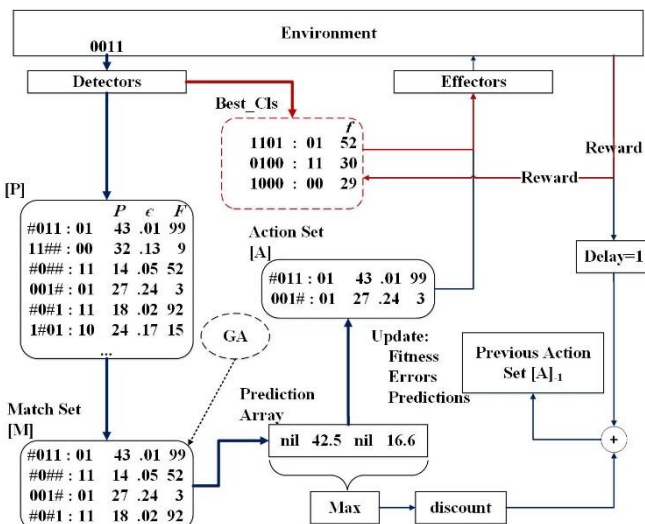 Environment
0011
Detectors
Effectors
Best_Cls
f
1101 : 01 52
0100 : 11 30
1000 : 00 29
Reward
Reward
[P]
P ϵ F
#011 : 01 43 .01 99
11## : 00 32 .13 9
#0## : 11 14 .05 52
001# : 01 27 .24 3
#0#1 : 11 18 .02 92
1#01 : 10 24 .17 15
...
Action Set
[A]
#011 : 01 43 .01 99
001# : 01 27 .24 3
Delay=1
GA
Update:
Fitness
Errors
Predictions
Previous Action
Set [A]-1
Match Set
[M]
#011 : 01 43 .01 99
#0## : 11 14 .05 52
001# : 01 27 .24 3
#0#1 : 11 18 .02 92
Prediction
Array
nil 42.5 nil 16.6
+
Max
discount